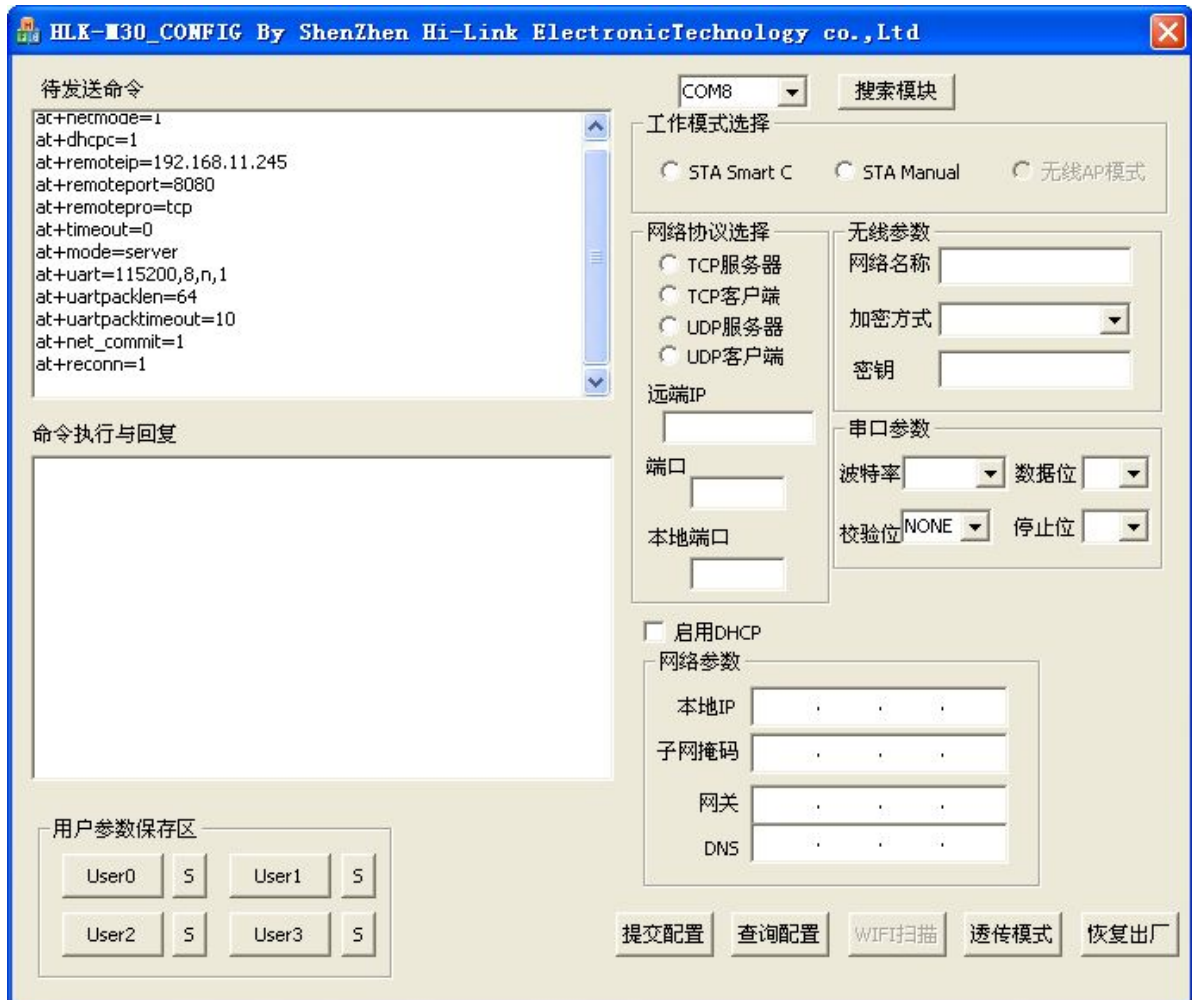 HLK-M30_CONFIG By ShenZhen Hi-Link ElectronicTechnology co.,Ltd
待发送命令
at+netmode=1
at+dhcpc=1
at+remoteip=192.168.11.245
at+remoteport=8080
at+remotepro=tcp
at+timeout=0
at+mode=server
at+uart=115200,8,n,1
at+uartpacklen=64
at+uartpacktimeout=10
at+net_commit=1
at+reconn=1
命令执行与回复
用户参数保存区
User0 S User1 S
User2 S User3 S
COM8 搜索模块
工作模式选择
STA Smart C STA Manual 无线AP模式
网络协议选择
TCP服务器
TCP客户端
UDP服务器
UDP客户端
远端IP
端口
本地端口
无线参数
网络名称
加密方式
密钥
串口参数
波特率 数据位
校验位 NONE 停止位
启用DHCP
网络参数
本地IP
子网掩码
网关
DNS
提交配置 查询配置 WIFI扫描 透传模式 恢复出厂